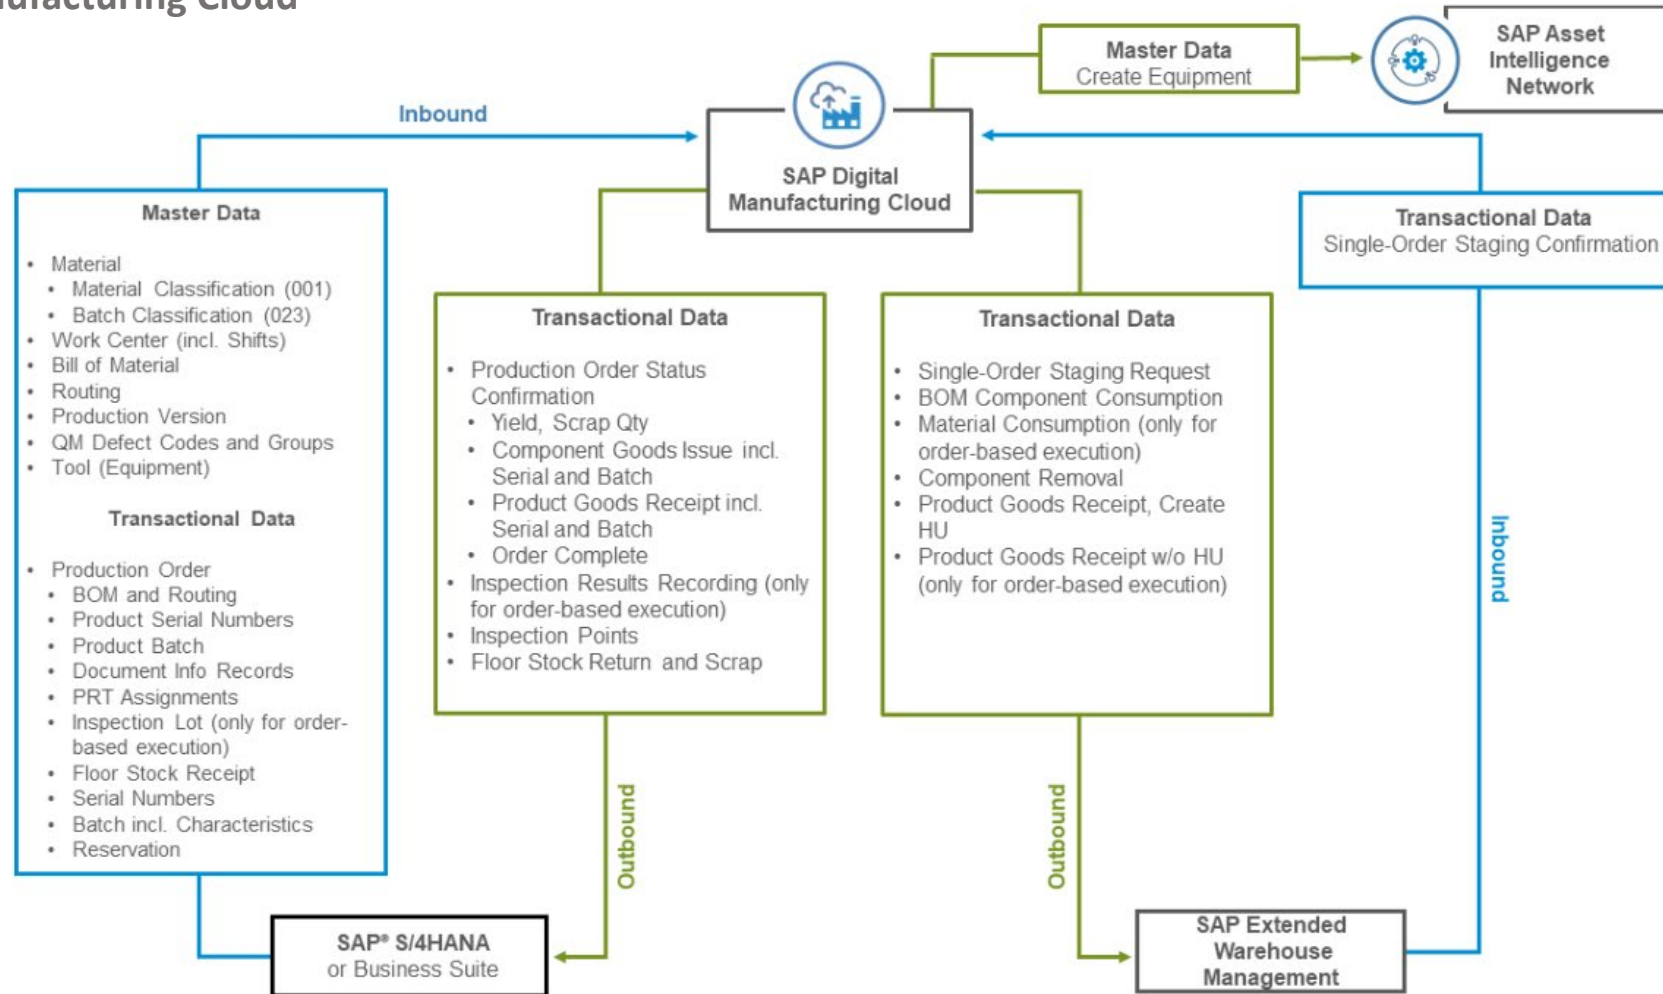 nufacturing Cloud
Master Data
Create Equipment
SAP Asset
Intelligence
Network
Inbound
SAP Digital
Manufacturing Cloud
Master Data
• Material
• Material Classification (001)
• Batch Classification (023)
• Work Center (incl. Shifts)
• Bill of Material
• Routing
• Production Version
• QM Defect Codes and Groups
• Tool (Equipment)
Transactional Data
• Production Order
• BOM and Routing
• Product Serial Numbers
• Product Batch
• Document Info Records
• PRT Assignments
• Inspection Lot (only for order-
based execution)
• Floor Stock Receipt
• Serial Numbers
• Batch incl. Characteristics
• Reservation
Transactional Data
• Production Order Status
Confirmation
• Yield, Scrap Qty
• Component Goods Issue incl.
Serial and Batch
• Product Goods Receipt incl.
Serial and Batch
• Order Complete
• Inspection Results Recording (only
for order-based execution)
• Inspection Points
• Floor Stock Return and Scrap
Transactional Data
• Single-Order Staging Request
• BOM Component Consumption
• Material Consumption (only for
order-based execution)
• Component Removal
• Product Goods Receipt, Create
HU
• Product Goods Receipt w/o HU
(only for order-based execution)
Transactional Data
Single-Order Staging Confirmation
Inbound
Outbound
Outbound
SAP® S/4HANA
or Business Suite
SAP Extended
Warehouse
Management